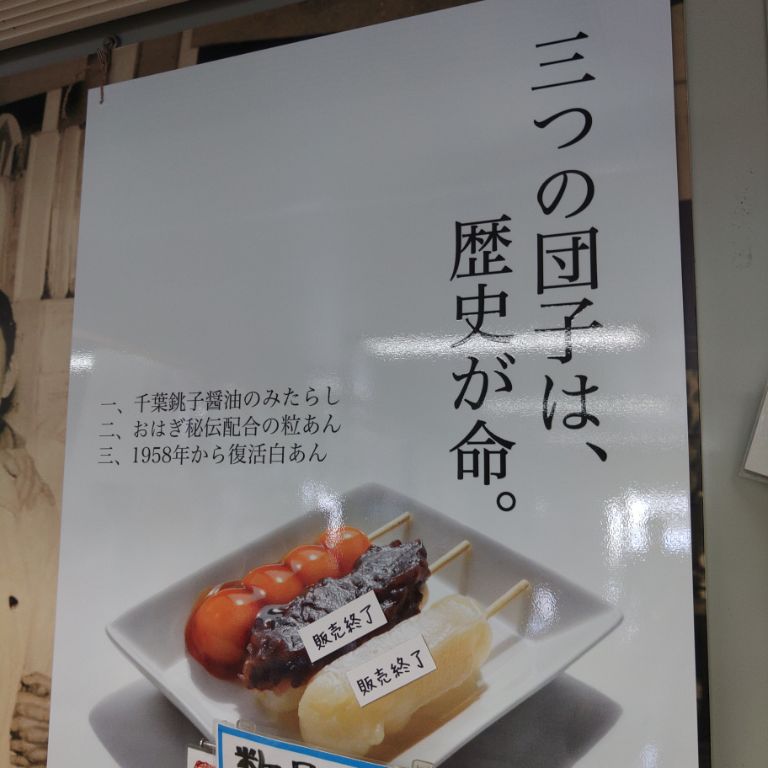 三つの団子は、
歴史が命。
一、千葉銚子醤油のみたらし
二、おはぎ秘伝配合の粒あん
三、1958年から復活白あん
販売終了
販売終了